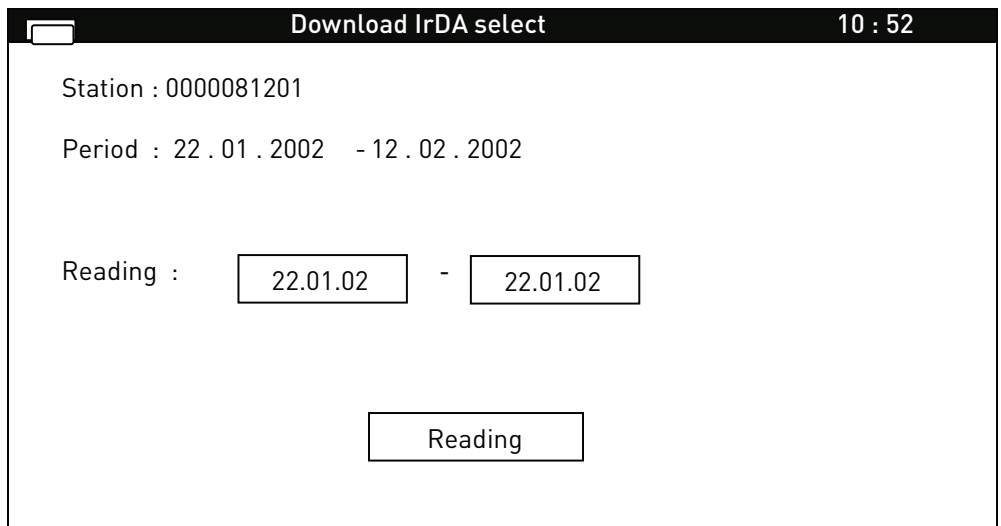 Download IrDA select 10 : 52
Station : 0000081201
Period : 22 . 01 . 2002 - 12 . 02 . 2002
Reading : 22.01.02 - 22.01.02
Reading